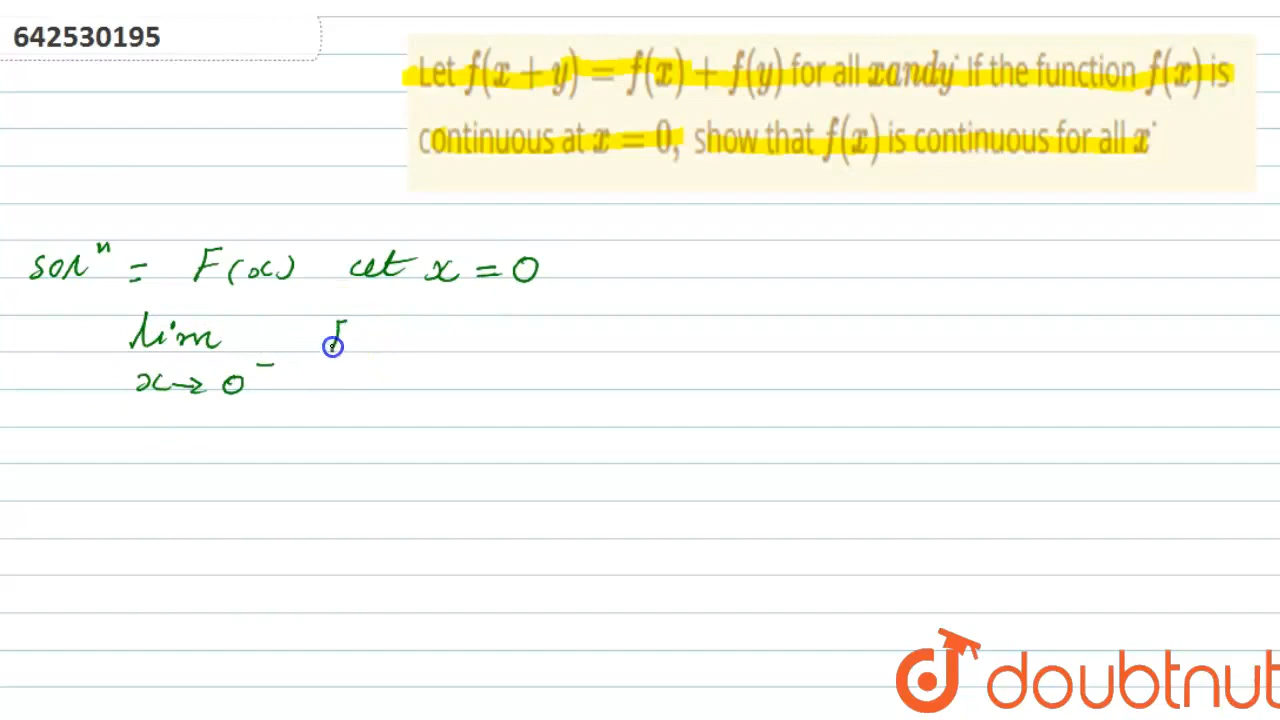 642530195
Let f(x + y) = f(x) + f(y) for all xandy˙ If the function f(x) is
continuous at x = 0, show that f(x) is continuous for all x˙
solⁿ = F(x) cet x = 0
lim f
x→0⁻
doubtnut